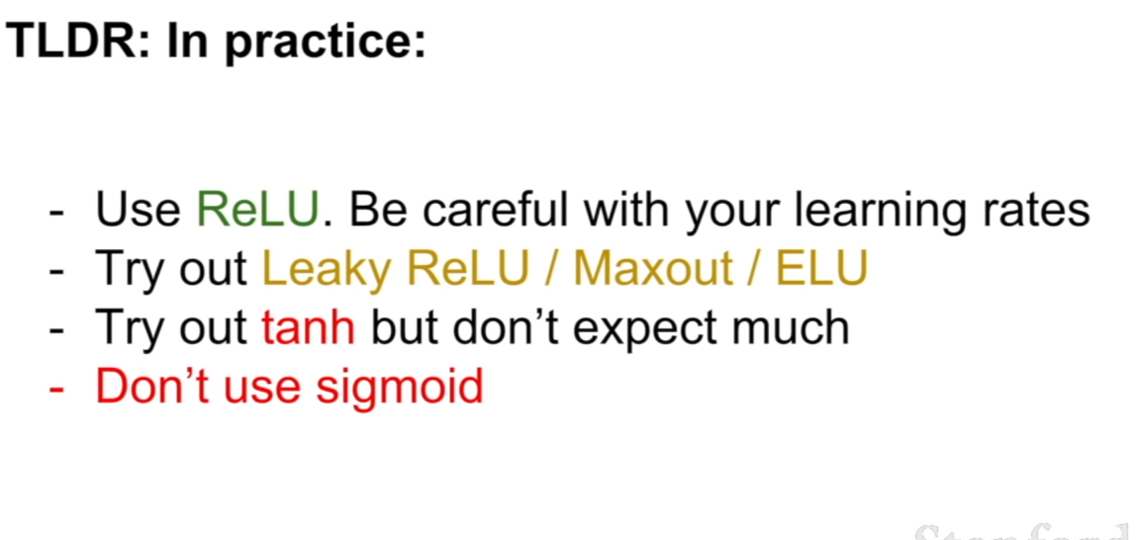 TLDR: In practice:
- Use ReLU. Be careful with your learning rates
- Try out Leaky ReLU / Maxout / ELU
- Try out tanh but don’t expect much
- Don’t use sigmoid
Stanford